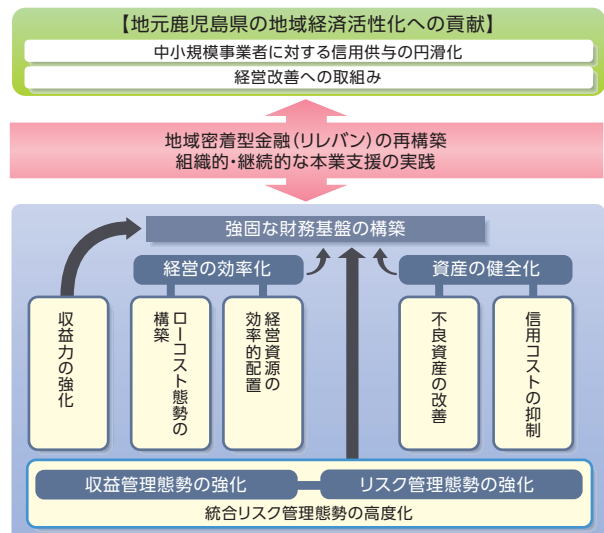 【地元鹿児島県の地域経済活性化への貢献】
中小規模事業者に対する信用供与の円滑化
経営改善への取組み
地域密着型金融（リレバン）の再構築
組織的・継続的な本業支援の実践
強固な財務基盤の構築
経営の効率化
資産の健全化
収益力の強化
ローコスト態勢の
構築
経営資源の
効率的配置
不良資産の改善
信用コストの抑制
収益管理態勢の強化
リスク管理態勢の強化
統合リスク管理態勢の高度化